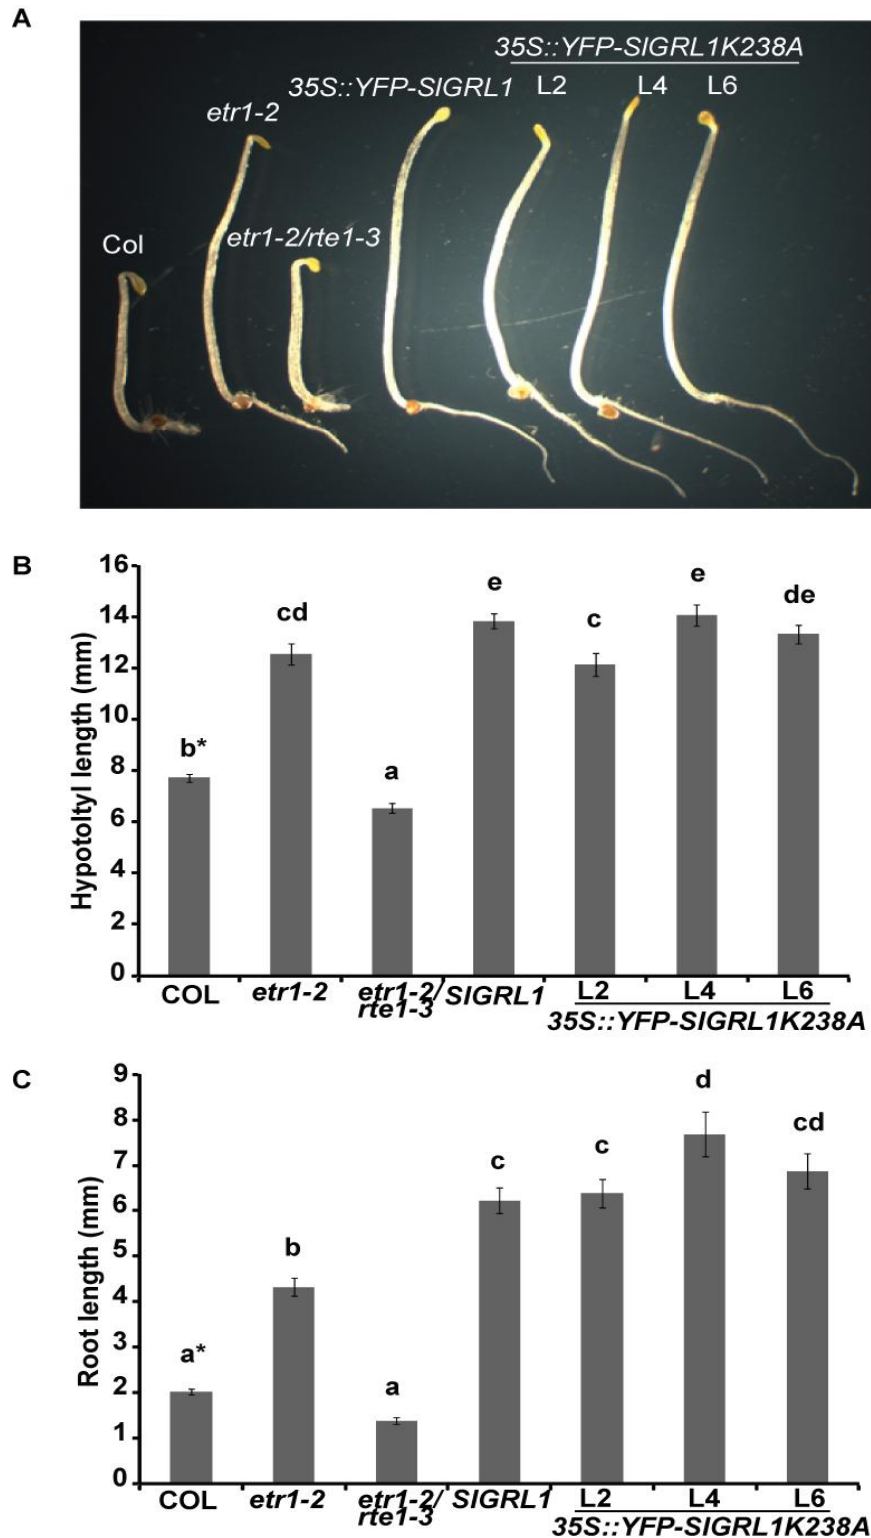 A
35S::YFP-SlGRL1K238A
35S::YFP-SlGRL1 L2 L4 L6
etr1-2
etr1-2/rte1-3
Col
B
Hypotoltyl length (mm)
16
14
12
10
8
6
4
2
0
b*
cd
a
e
c
e
de
COL etr1-2 etr1-2/ SlGRL1 L2 L4 L6
rte1-3
35S::YFP-SlGRL1K238A
C
Root length (mm)
9
8
7
6
5
4
3
2
1
0
a*
b
a
c
c
d
cd
COL etr1-2 etr1-2/ SlGRL1 L2 L4 L6
rte1-3
35S::YFP-SlGRL1K238A